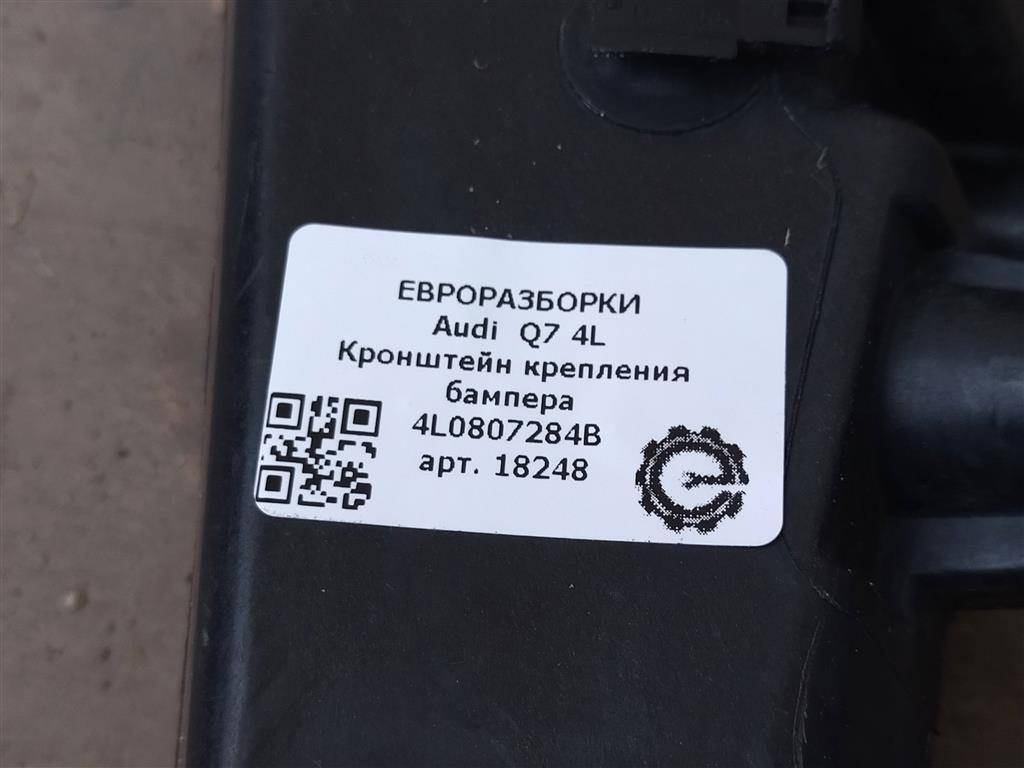 ЕВРОРАЗБОРКИ
Audi Q7 4L
Кронштейн крепления
бампера
4L0807284B
арт. 18248